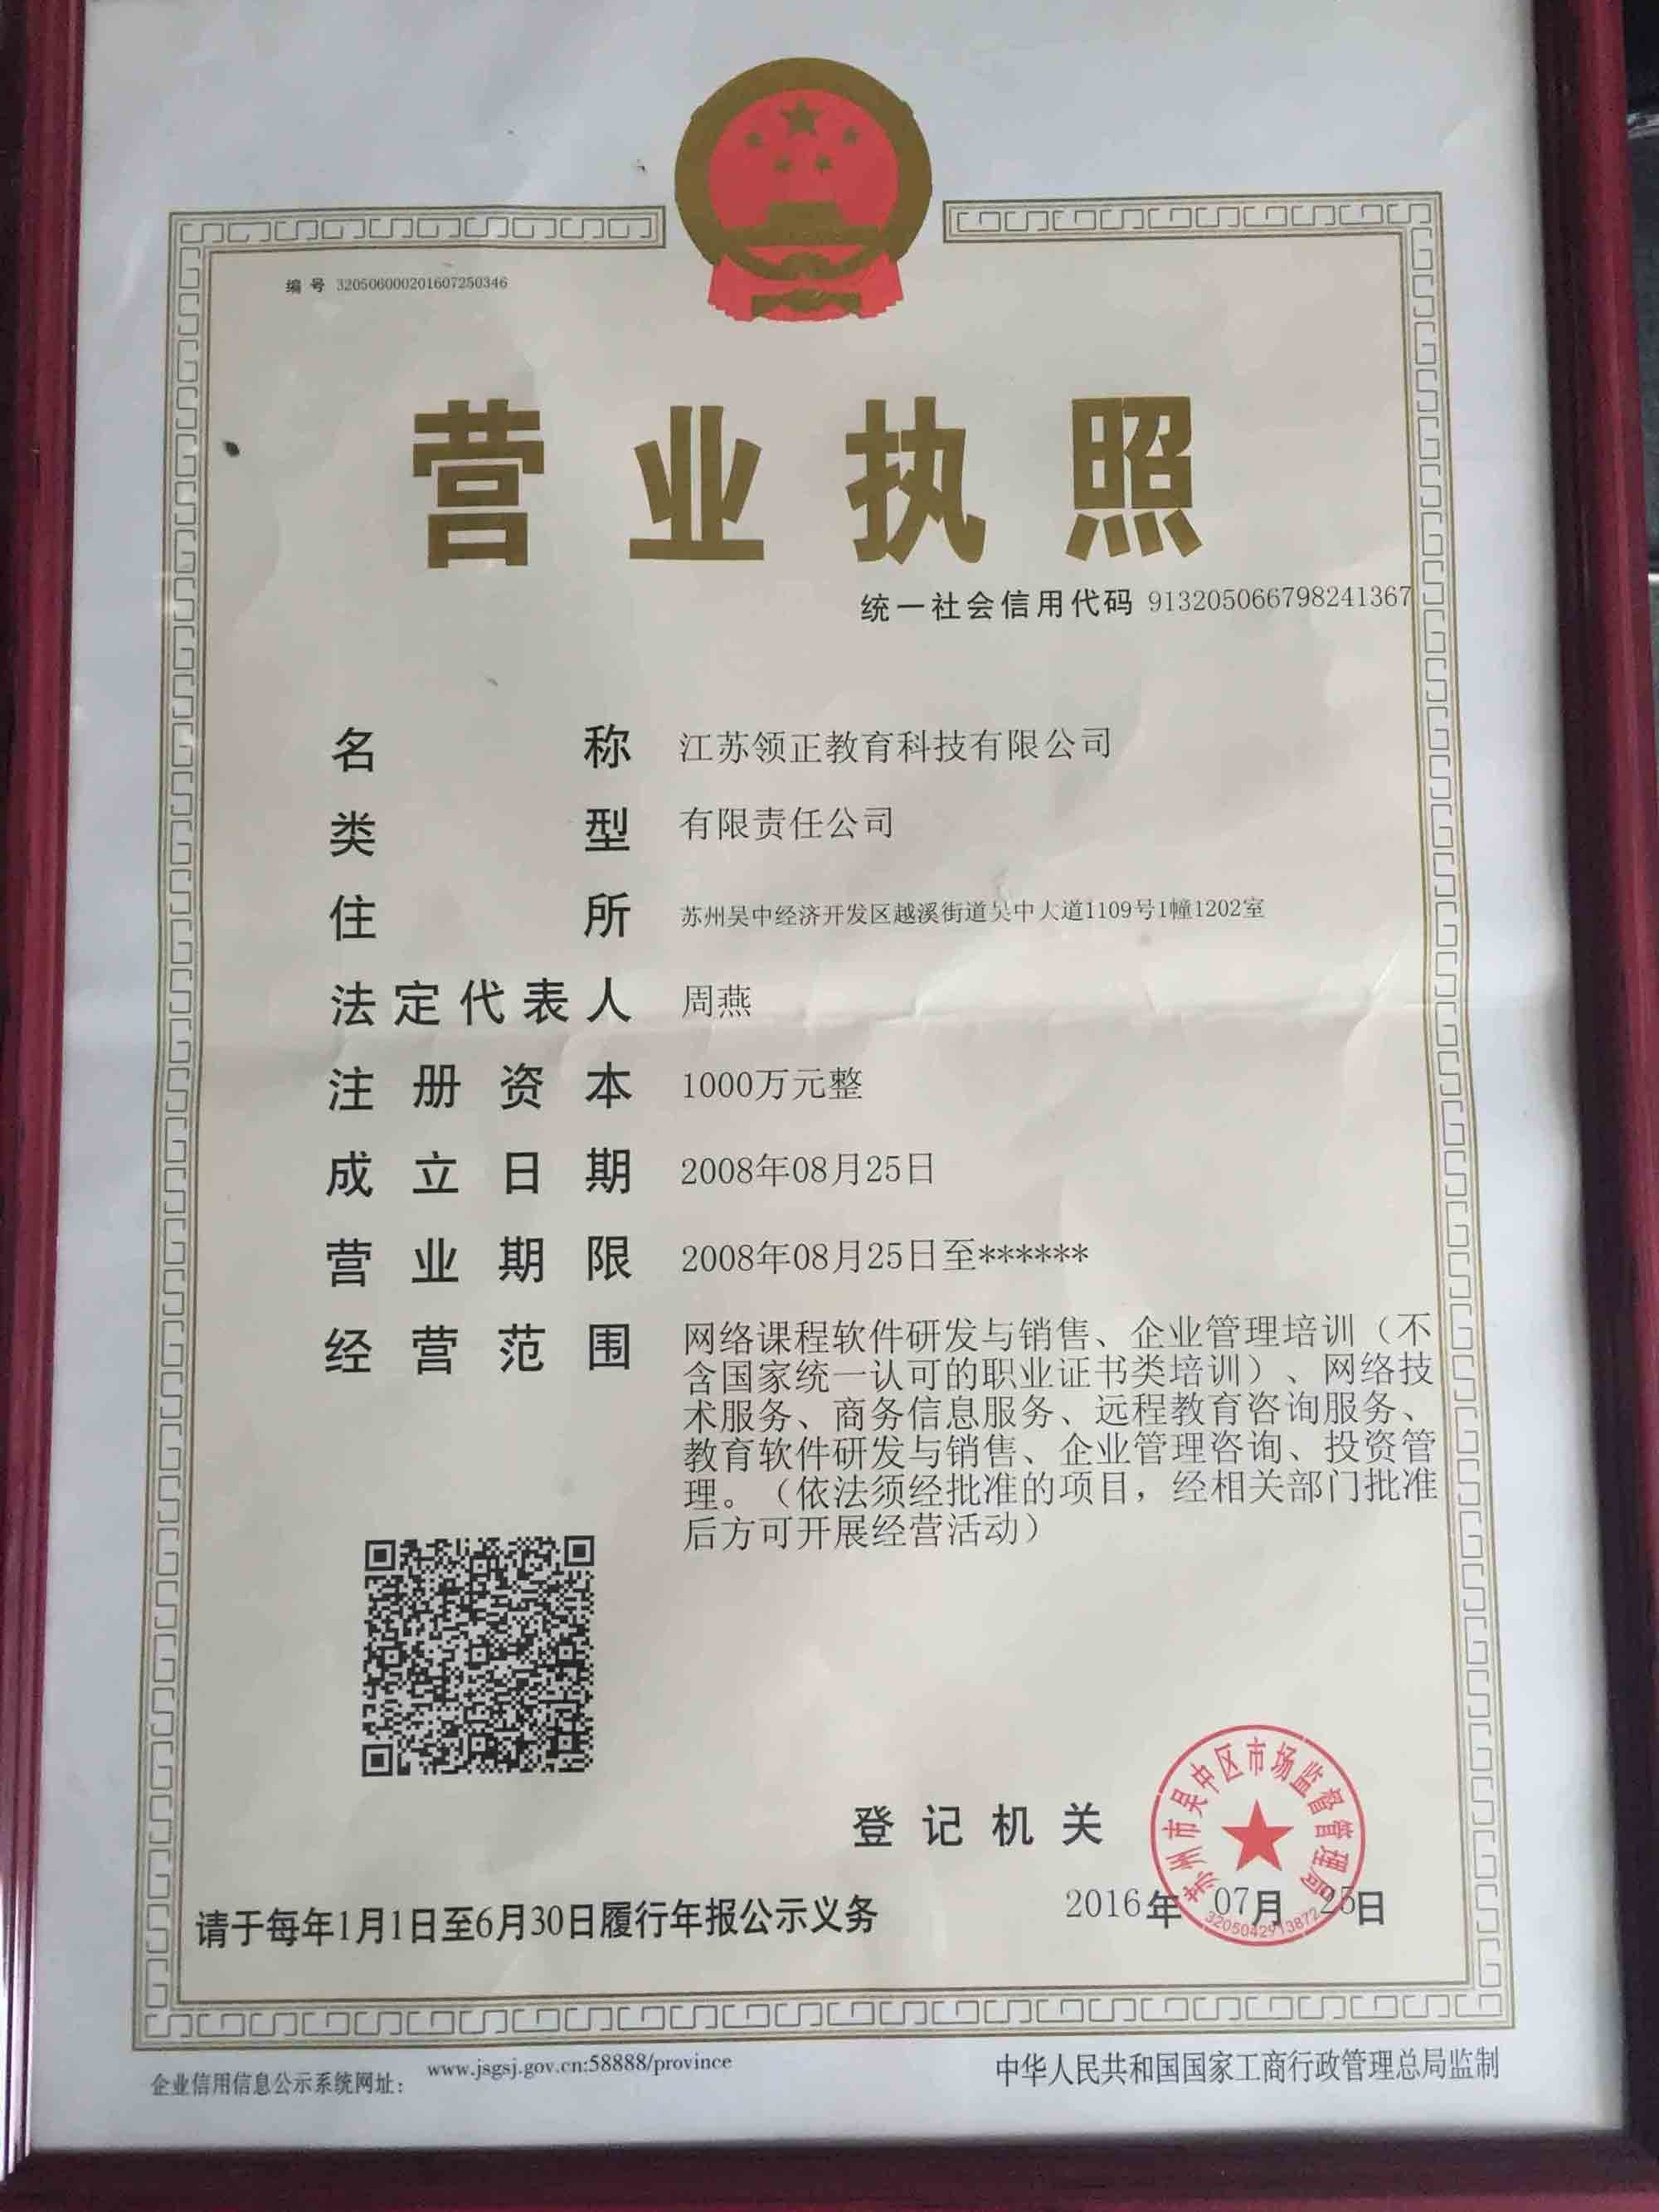 编 号 320506000201607250346
营业执照
统一社会信用代码 913205066798241367
名称 江苏领正教育科技有限公司
类型 有限责任公司
住所 苏州吴中经济开发区越溪街道吴中大道1109号1幢1202室
法定代表人 周燕
注册资本 1000万元整
成立日期 2008年08月25日
营业期限 2008年08月25日至******
经营范围 网络课程软件研发与销售、企业管理培训（不
含国家统一认可的职业证书类培训）、网络技
术服务、商务信息服务、远程教育咨询服务、
教育软件研发与销售、企业管理咨询、投资管
理。（依法须经批准的项目，经相关部门批准
后方可开展经营活动）
登记机关
苏州市吴中区市场监督管理局
3205042913872
2016年 07月 25日
请于每年1月1日至6月30日履行年报公示义务
企业信用信息公示系统网址： www.jsgsj.gov.cn:58888/province
中华人民共和国国家工商行政管理总局监制